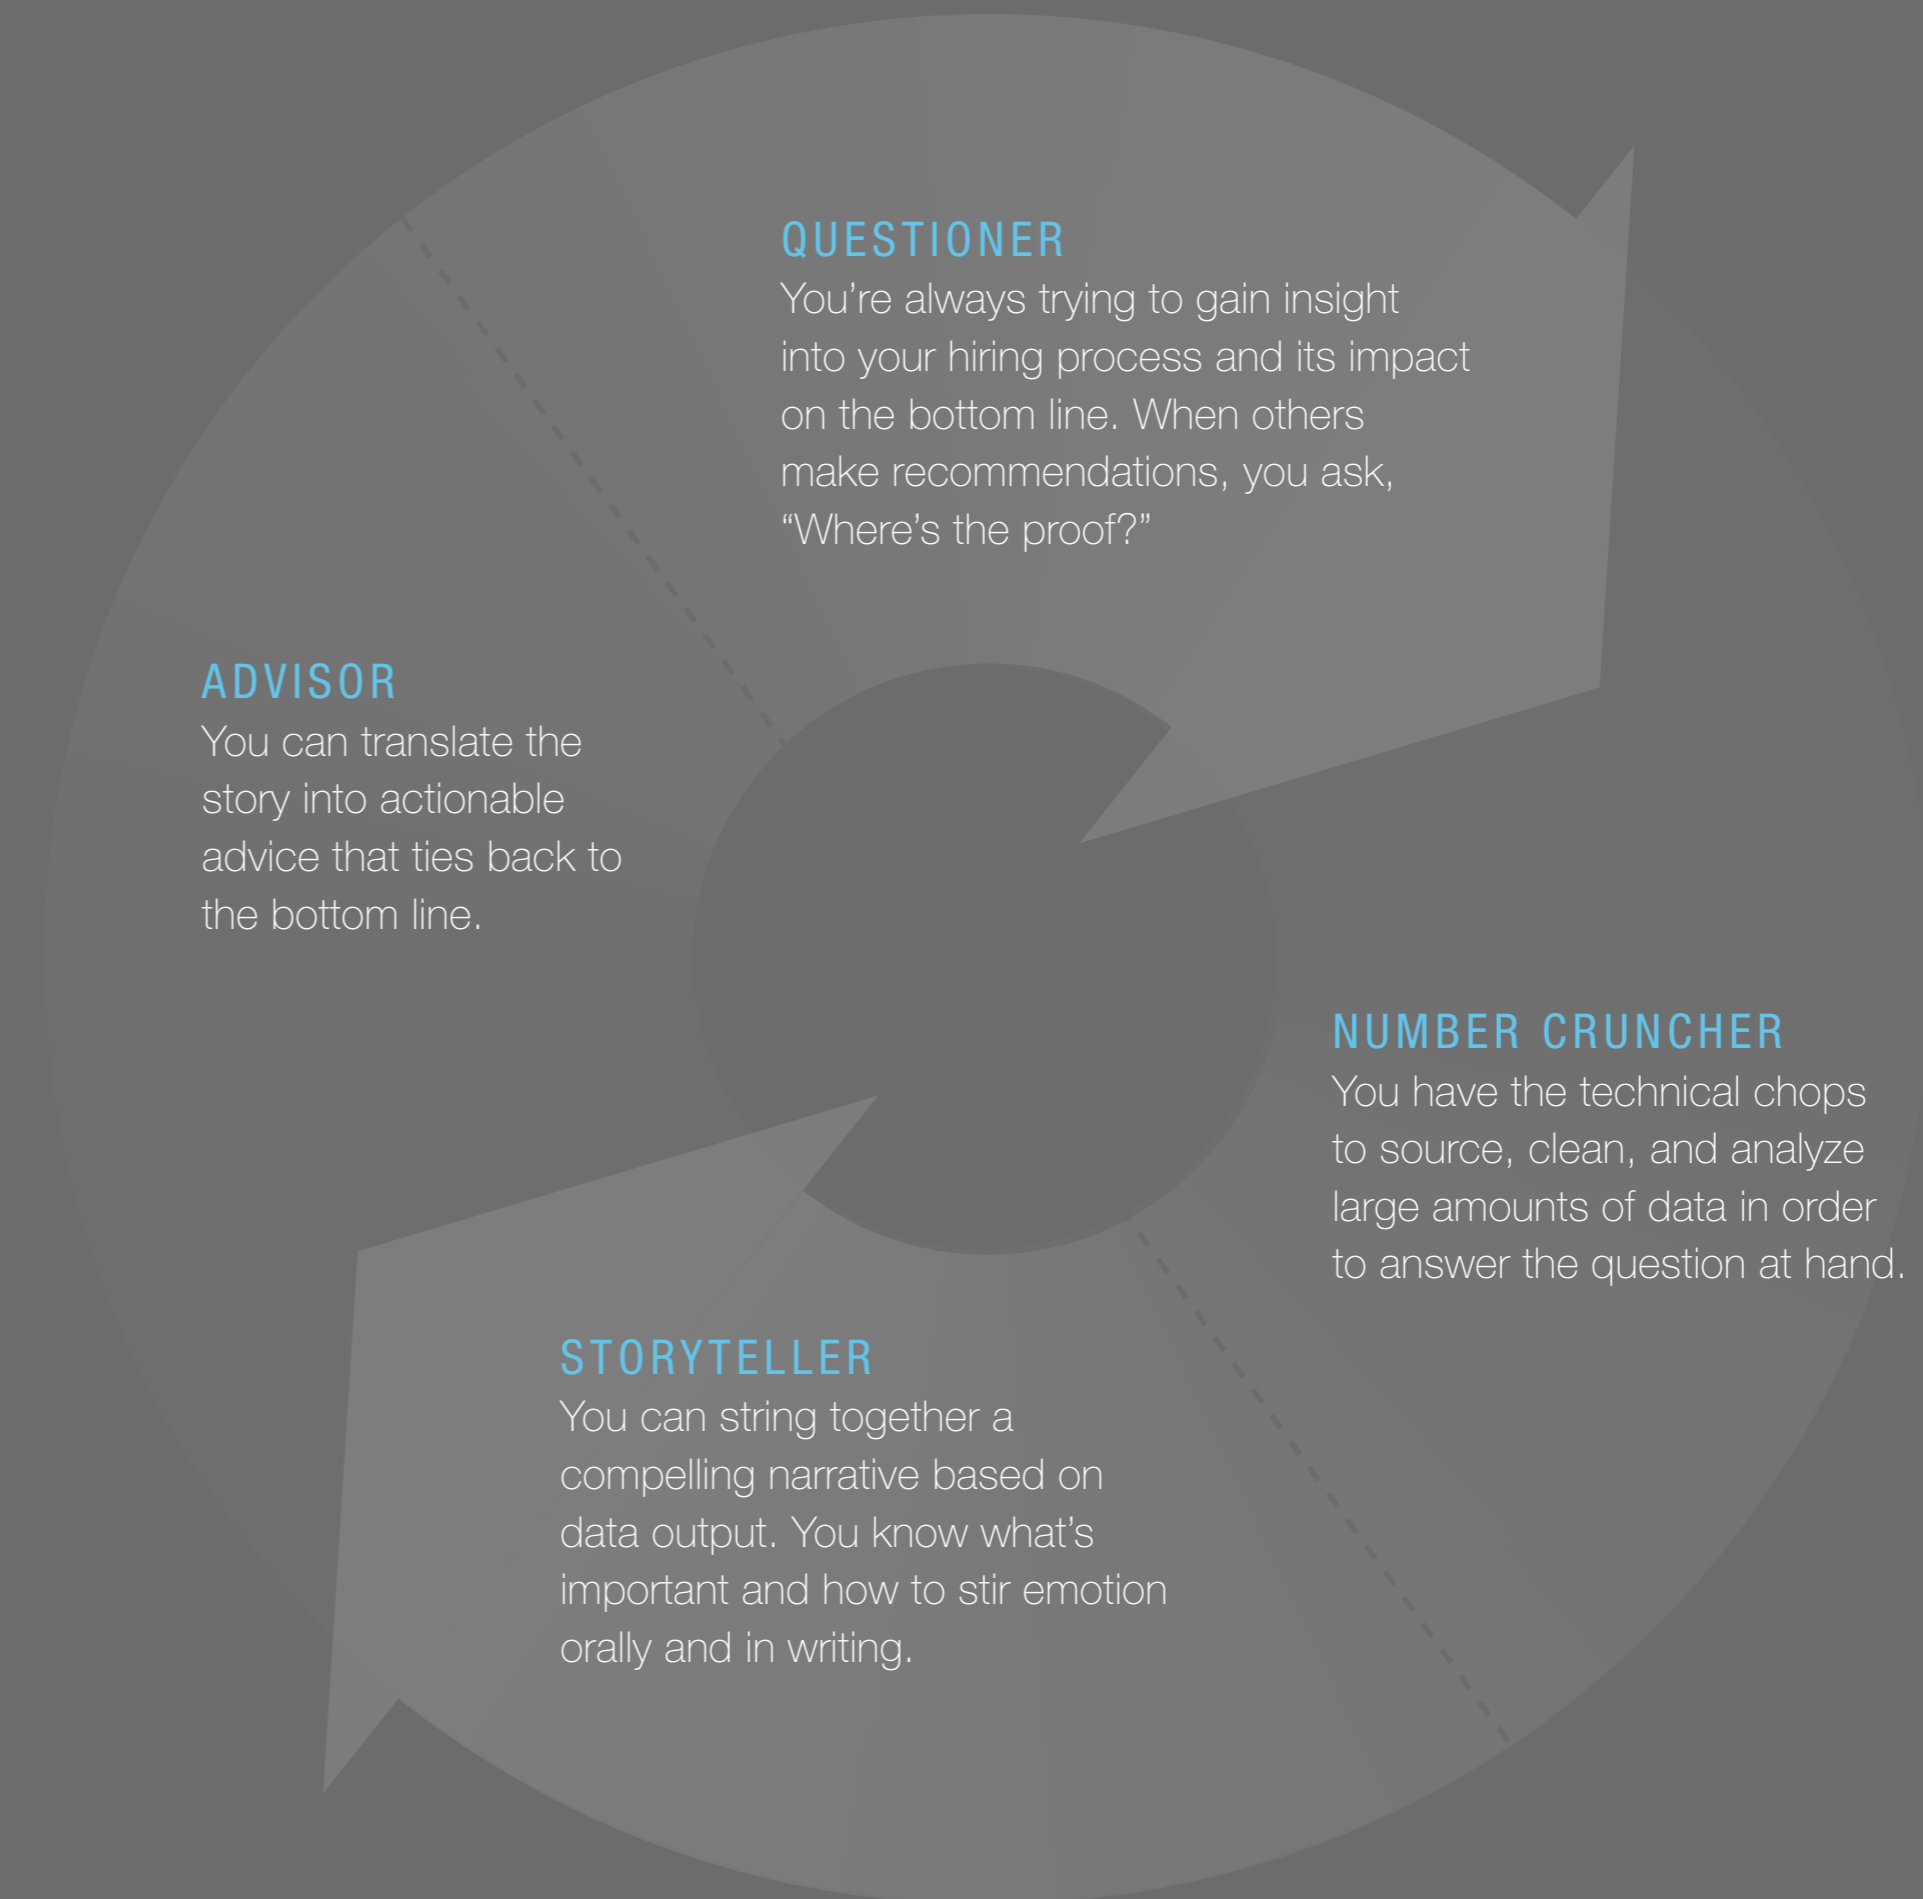 QUESTIONER
You’re always trying to gain insight
into your hiring process and its impact
on the bottom line. When others
make recommendations, you ask,
“Where’s the proof?”
ADVISOR
You can translate the
story into actionable
advice that ties back to
the bottom line.
NUMBER CRUNCHER
You have the technical chops
to source, clean, and analyze
large amounts of data in order
to answer the question at hand.
STORYTELLER
You can string together a
compelling narrative based on
data output. You know what’s
important and how to stir emotion
orally and in writing.